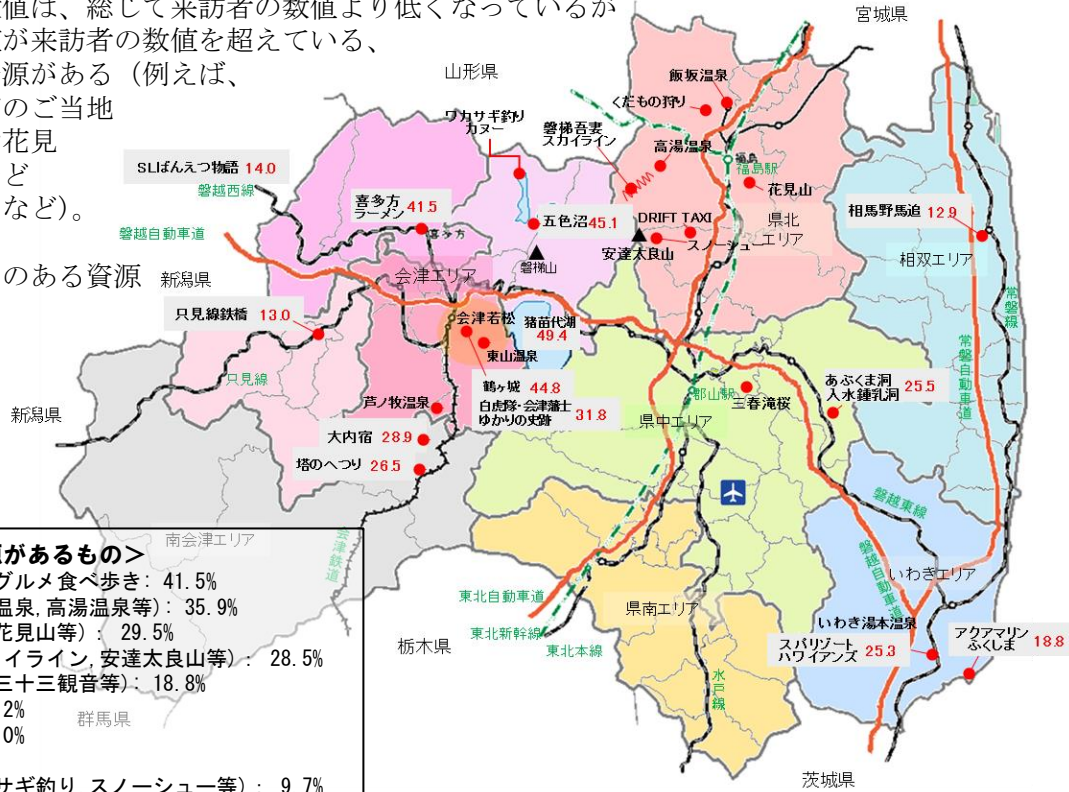 値は、総して来訪者の数値より低くなっているが
が来訪者の数値を超えている、
源がある（例えば、
のご当地
花見
ど
など）。
のある資源
宮城県
山形県
新潟県
新潟県
栃木県
群馬県
茨城県
飯坂温泉
くだもの狩り
ワカサギ釣り
カヌー
磐梯吾妻
スカイライン
高湯温泉
福島
福島駅
花見山
県北
エリア
DRIFT TAXI
スノーシュー
安達太良山
SLばんえつ物語 14.0
磐越西線
磐越自動車道
喜多方
ラーメン 41.5
喜多方
五色沼 45.1
磐梯山
会津エリア
相馬野馬追 12.9
相双エリア
常磐線
常磐自動車道
只見線鉄橋 13.0
只見線
会津若松
東山温泉
猪苗代湖
49.4
鶴ヶ城 44.8
白虎隊・会津藩士
ゆかりの史跡 31.8
芦ノ牧温泉
大内宿 28.9
塔のへつり 26.5
郡山駅
三春滝桜
県中エリア
あぶくま洞
入水鍾乳洞 25.5
磐越東線
磐越自動車道
南会津エリア
会津鉄道
いわきエリア
県南エリア
東北自動車道
東北新幹線
東北本線
水戸線
いわき湯本温泉
スパリゾート
ハワイアンズ 25.3
アクアマリン
ふくしま 18.8
があるもの＞
グルメ食べ歩き: 41.5%
温泉,高湯温泉等）: 35.9%
花見山等）: 29.5%
イライン,安達太良山等）: 28.5%
三十三観音等）: 18.8%
2%
0%
サギ釣り,スノーシュー等）: 9.7%